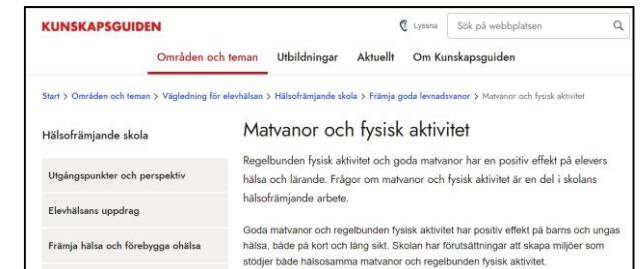 KUNSKAPSGUIDEN
Lyssna
Sök på webbplatsen
Områden och teman Utbildningar Aktuellt Om Kunskapsguiden
Start > Områden och teman > Vägledning för elevhälsan > Hälsofrämjande skola > Främja goda levnadsvanor > Matvanor och fysisk aktivitet
Hälsofrämjande skola
Utgångspunkter och perspektiv
Elevhälsans uppdrag
Främja hälsa och förebygga ohälsa
Matvanor och fysisk aktivitet
Regelbunden fysisk aktivitet och goda matvanor har en positiv effekt på elevers
hälsa och lärande. Frågor om matvanor och fysisk aktivitet är en del i skolans
hälsofrämjande arbete.
Goda matvanor och regelbunden fysisk aktivitet har positiv effekt på barns och ungas
hälsa, både på kort och lång sikt. Skolan har förutsättningar att skapa miljöer som
stödjer både hälsosamma matvanor och regelbunden fysisk aktivitet.